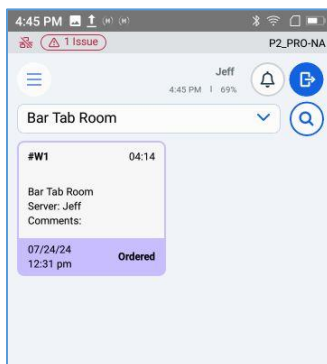 4:45 PM
1 Issue
P2_PRO-NA
Jeff
4:45 PM | 69%
Bar Tab Room
#W1 04:14
Bar Tab Room
Server: Jeff
Comments:
07/24/24
12:31 pm
Ordered